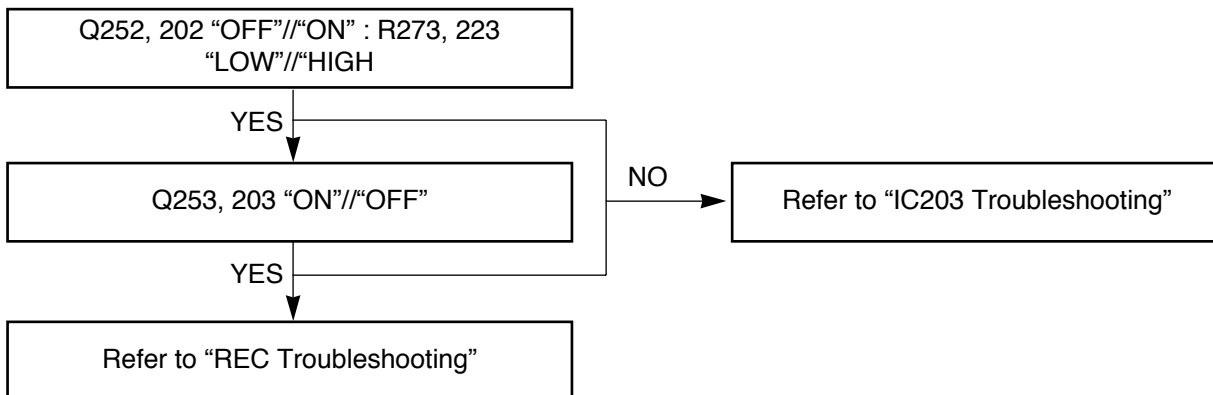 Q252, 202 “OFF”//“ON” : R273, 223
“LOW”//“HIGH
YES
Q253, 203 “ON”//“OFF”
NO
Refer to “IC203 Troubleshooting”
YES
Refer to “REC Troubleshooting”